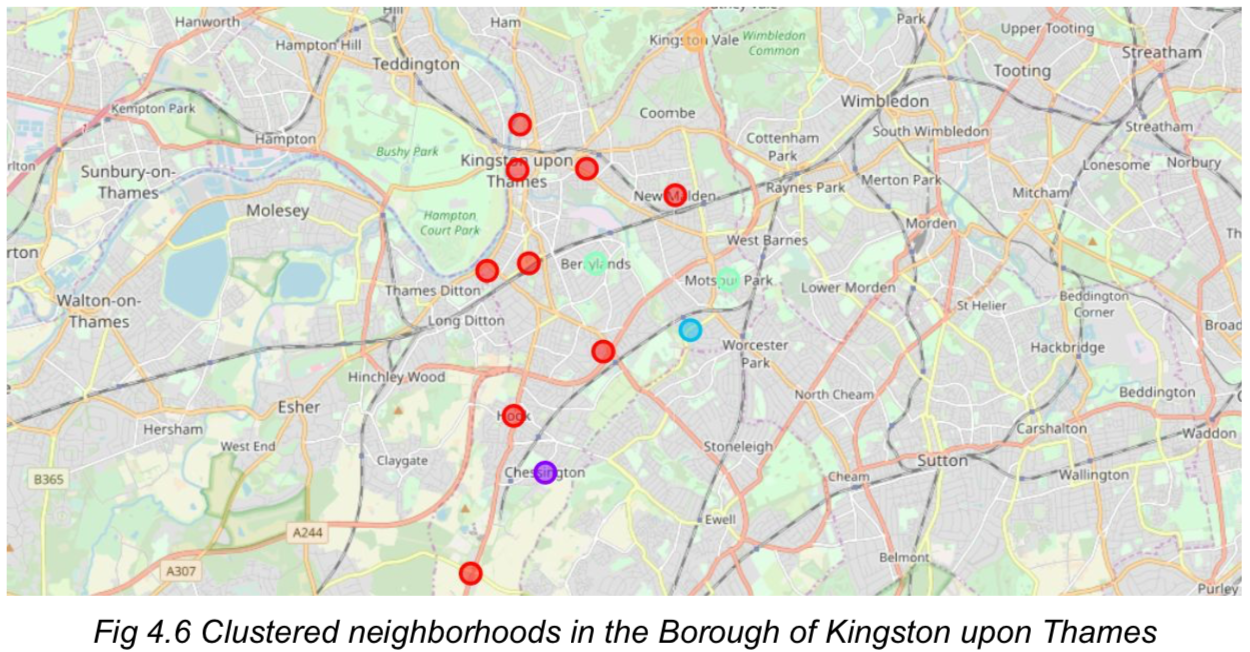 Hanworth
Hill
Ham
Park
Upper Tooting
Hampton Hill
Kingston Vale
Wimbledon
Common
Streatham
Teddington
Tooting
Kempton Park
Wimbledon
Coombe
Streatham
Hampton
Cottenham
Park
South Wimbledon
Bushy Park
Kingston upon
Thames
Lonesome
Norbury
Sunbury-on-
Thames
Raynes Park
Merton Park
Mitcham
New Malden
Molesey
Hampton
Court Park
Morden
West Barnes
rton
Berrylands
Motspur Park
Lower Morden
Thames Ditton
St Helier
Beddington
Corner
Walton-on-
Thames
Long Ditton
Broad
Worcester
Park
Hackbridge
Hinchley Wood
North Cheam
Beddington
Esher
Hook
Hersham
Carshalton
Waddon
West End
Stoneleigh
Claygate
Sutton
Chessington
B365
Cheam
Wallington
Ewell
A244
Belmont
A307
Purley
Fig 4.6 Clustered neighborhoods in the Borough of Kingston upon Thames